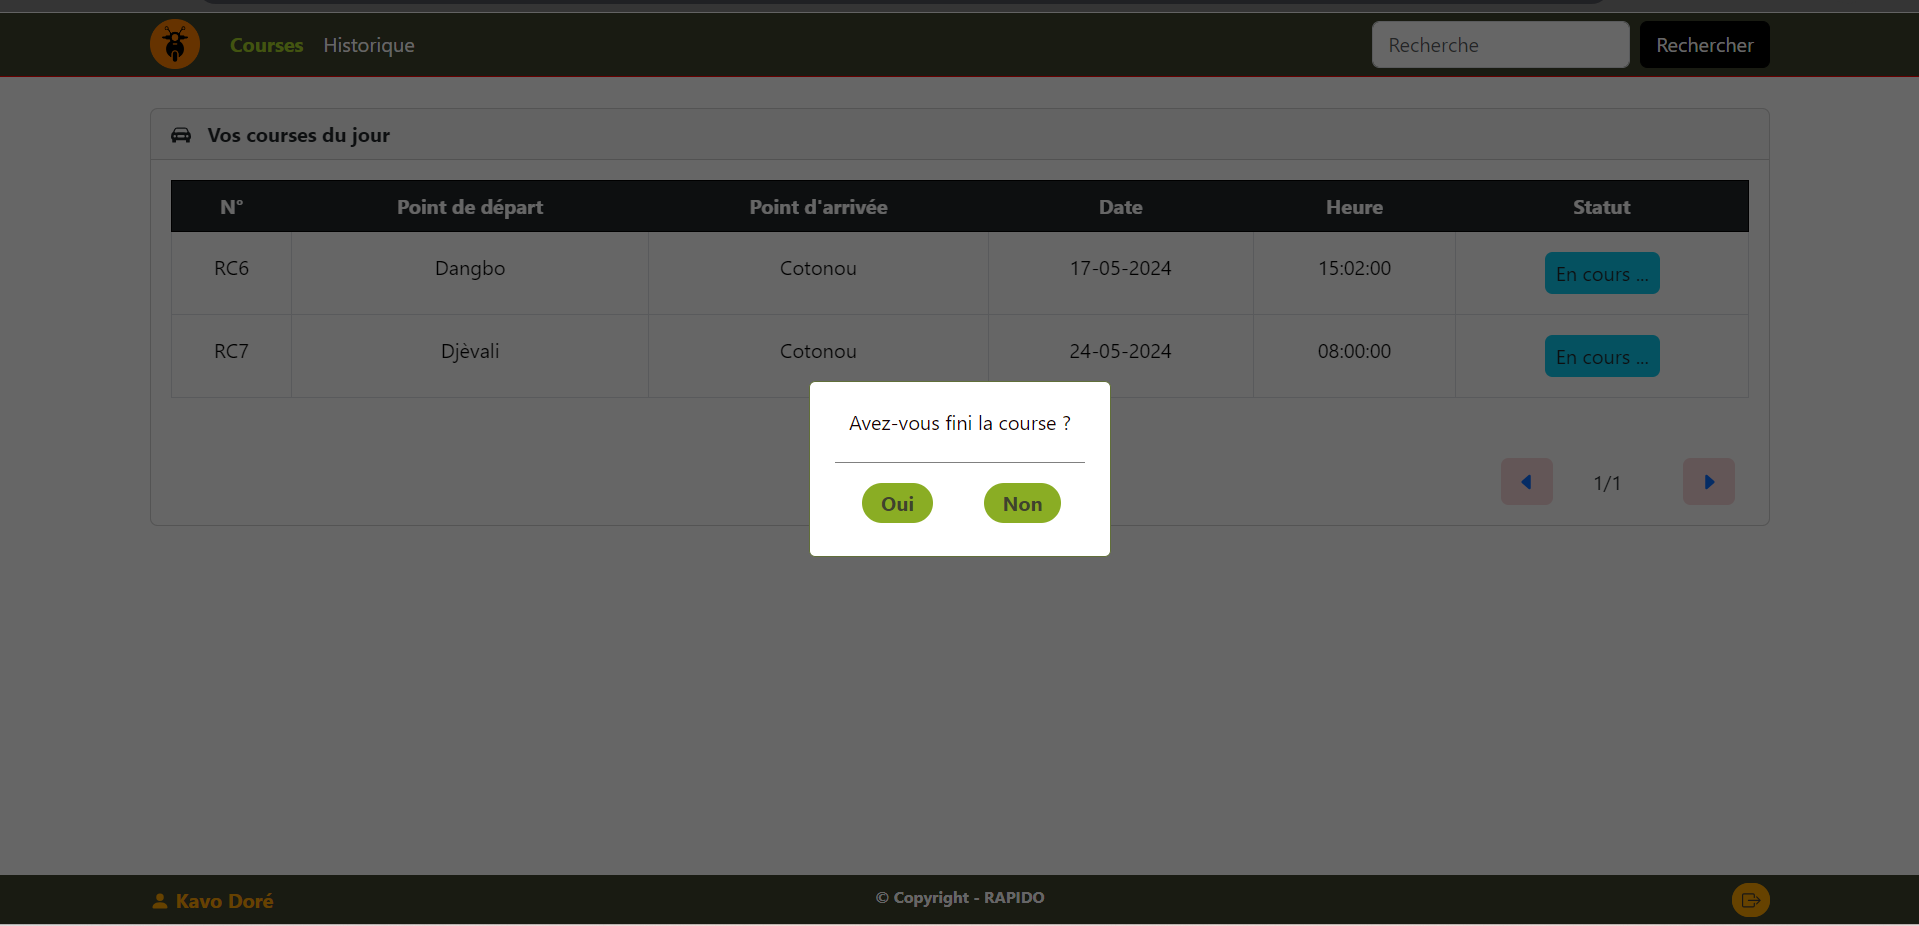 Courses Historique Recherche Rechercher
Vos courses du jour
N° Point de départ Point d'arrivée Date Heure Statut
RC6 Dangbo Cotonou 17-05-2024 15:02:00 En cours ...
RC7 Djèvali Cotonou 24-05-2024 08:00:00 En cours ...
Avez-vous fini la course ?
Oui Non
1/1
Kavo Doré © Copyright - RAPIDO